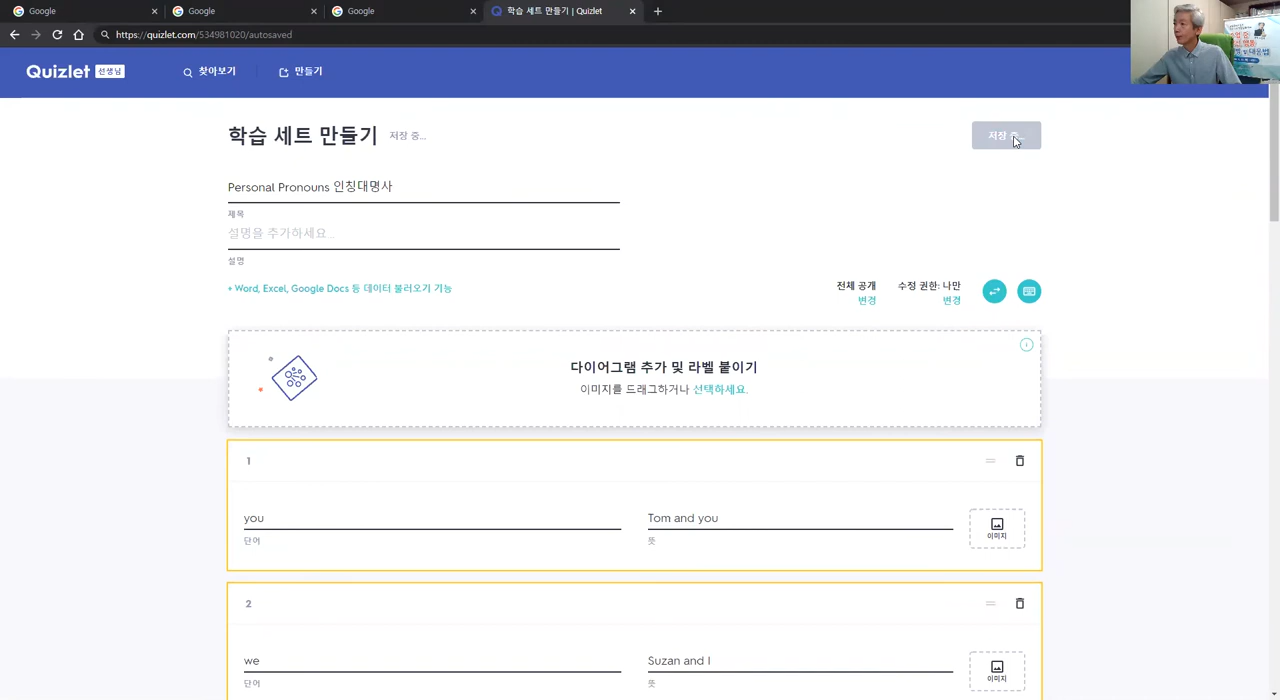 Google
Google
Google
학습 세트 만들기 | Quizlet
https://quizlet.com/534981020/autosaved
Quizlet 선생님
찾아보기
만들기
학습 세트 만들기 저장 중...
저장 중...
Personal Pronouns 인칭대명사
제목
설명을 추가하세요...
설명
+ Word, Excel, Google Docs 등 데이터 불러오기 기능
전체 공개
변경
수정 권한: 나만
변경
다이어그램 추가 및 라벨 붙이기
이미지를 드래그하거나 선택하세요.
1
you
Tom and you
단어
뜻
이미지
2
we
Suzan and I
단어
뜻
이미지